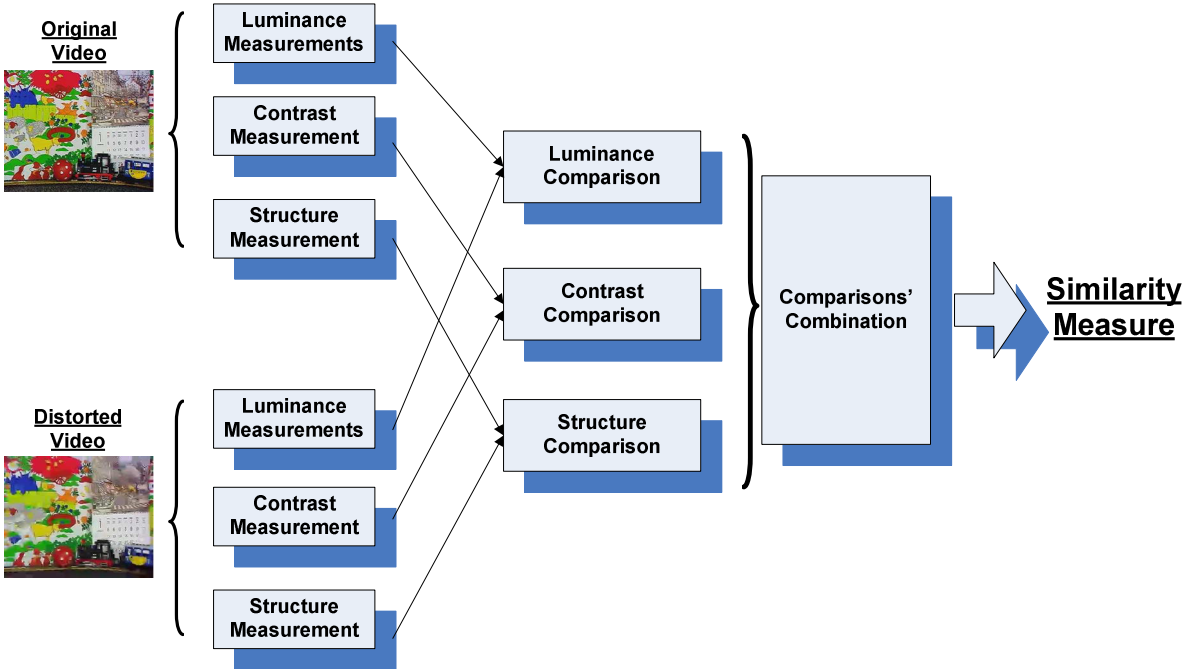 Original
Video
Luminance
Measurements
Contrast
Measurement
Structure
Measurement
Distorted
Video
Luminance
Measurements
Contrast
Measurement
Structure
Measurement
Luminance
Comparison
Contrast
Comparison
Structure
Comparison
Comparisons’
Combination
Similarity
Measure